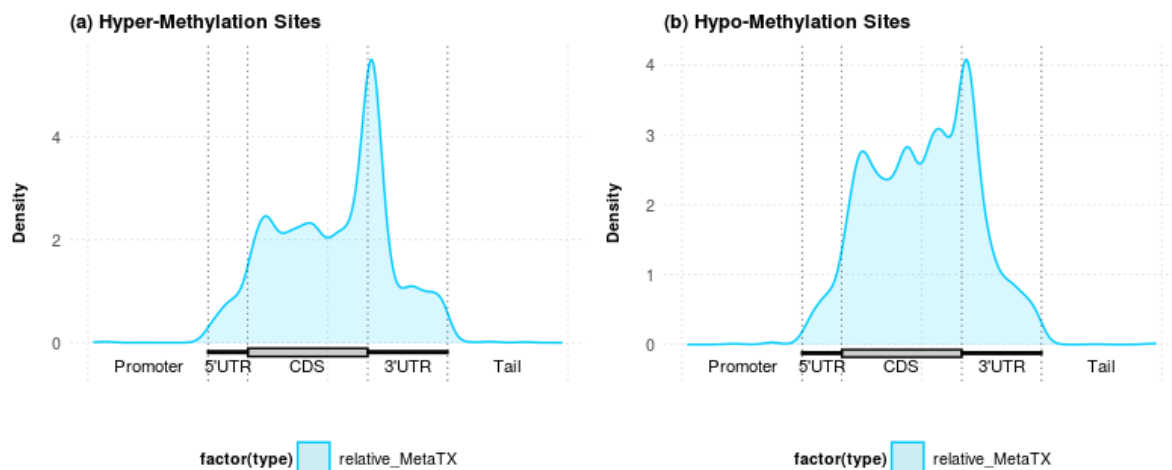 (a) Hyper-Methylation Sites
Density
4
2
0
Promoter 5'UTR CDS 3'UTR Tail
factor(type) relative_MetaTX
(b) Hypo-Methylation Sites
Density
4
3
2
1
0
Promoter 5'UTR CDS 3'UTR Tail
factor(type) relative_MetaTX